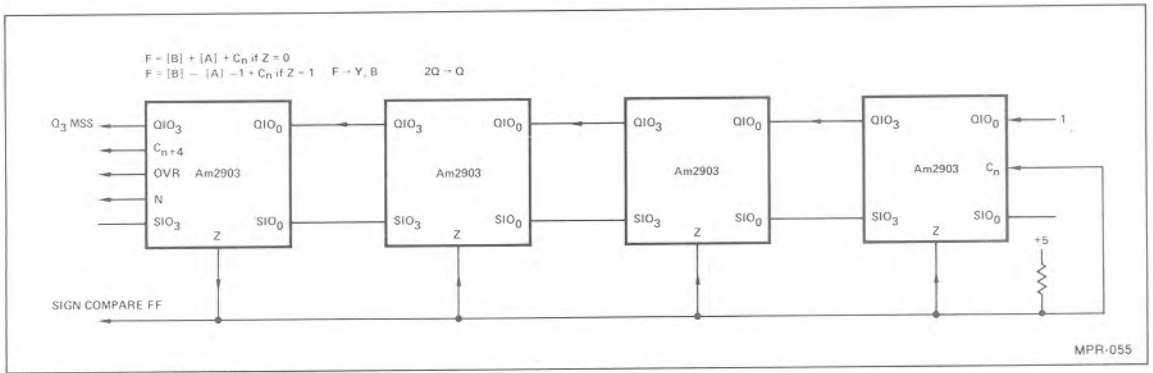 F = [B] + [A] + Cn if Z = 0
F = [B] − [A] −1 + Cn if Z = 1 F → Y, B 2Q → Q
Q3 MSS QIO3 QIO0 QIO3 QIO0 QIO3 QIO0 QIO3 QIO0 1
Cn+4
OVR Am2903 Am2903 Am2903 Am2903 Cn
N
SIO3 SIO0 SIO3 SIO0 SIO3 SIO0 SIO3 SIO0
Z Z Z Z
+5
SIGN COMPARE FF
MPR-055